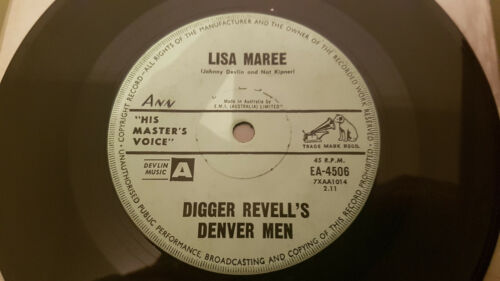 COPYRIGHT RECORD—ALL RIGHTS OF THE MANUFACTURER AND THE OWNER OF THE RECORDED WORK RESERVED
LISA MAREE
(Johnny Devlin and Nat Kipner)
Ann
Made in Australia by
E.M.I. (AUSTRALIA) LIMITED
"HIS
MASTER'S
VOICE"
TRADE MARK REGD.
DEVLIN
MUSIC
A
45 R.P.M.
EA-4506
7XAA1014
2.11
DIGGER REVELL'S
DENVER MEN
UNAUTHORISED PUBLIC PERFORMANCE, BROADCASTING AND COPYING OF THIS RECORD PROHIBITED